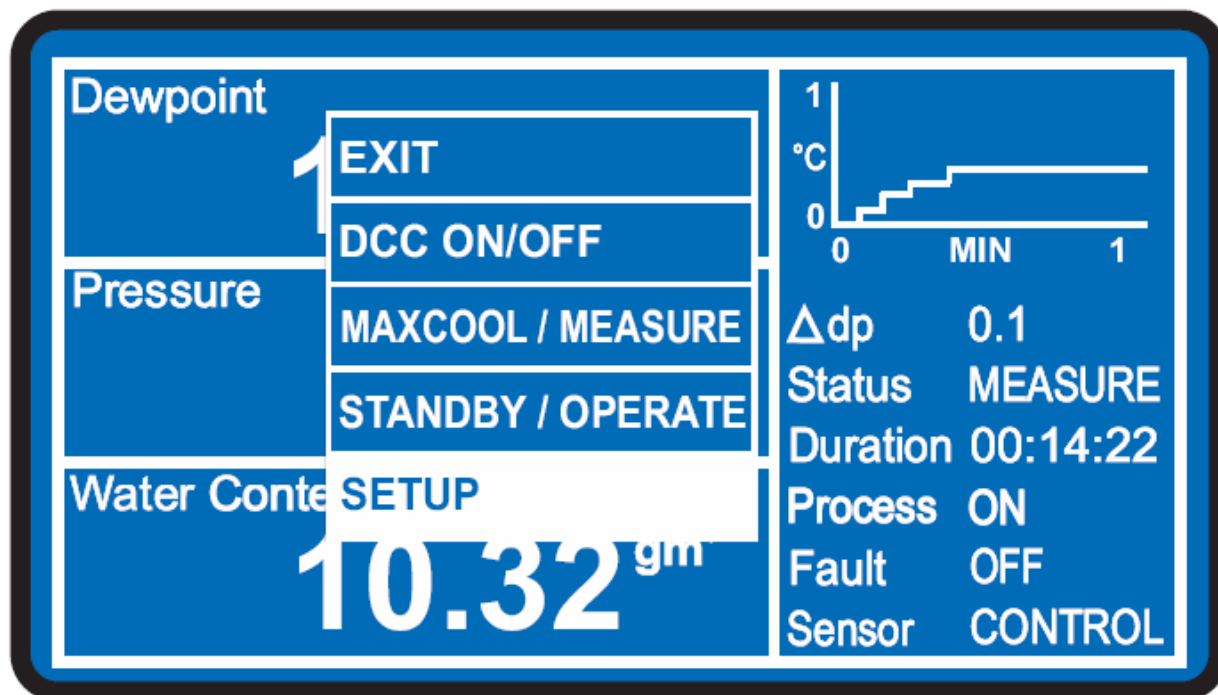 Dewpoint
1
EXIT
DCC ON/OFF
Pressure
MAXCOOL / MEASURE
STANDBY / OPERATE
Water Conte
SETUP
10.32
1
°C
0
0 MIN 1
Δdp 0.1
Status MEASURE
Duration 00:14:22
Process ON
Fault OFF
Sensor CONTROL